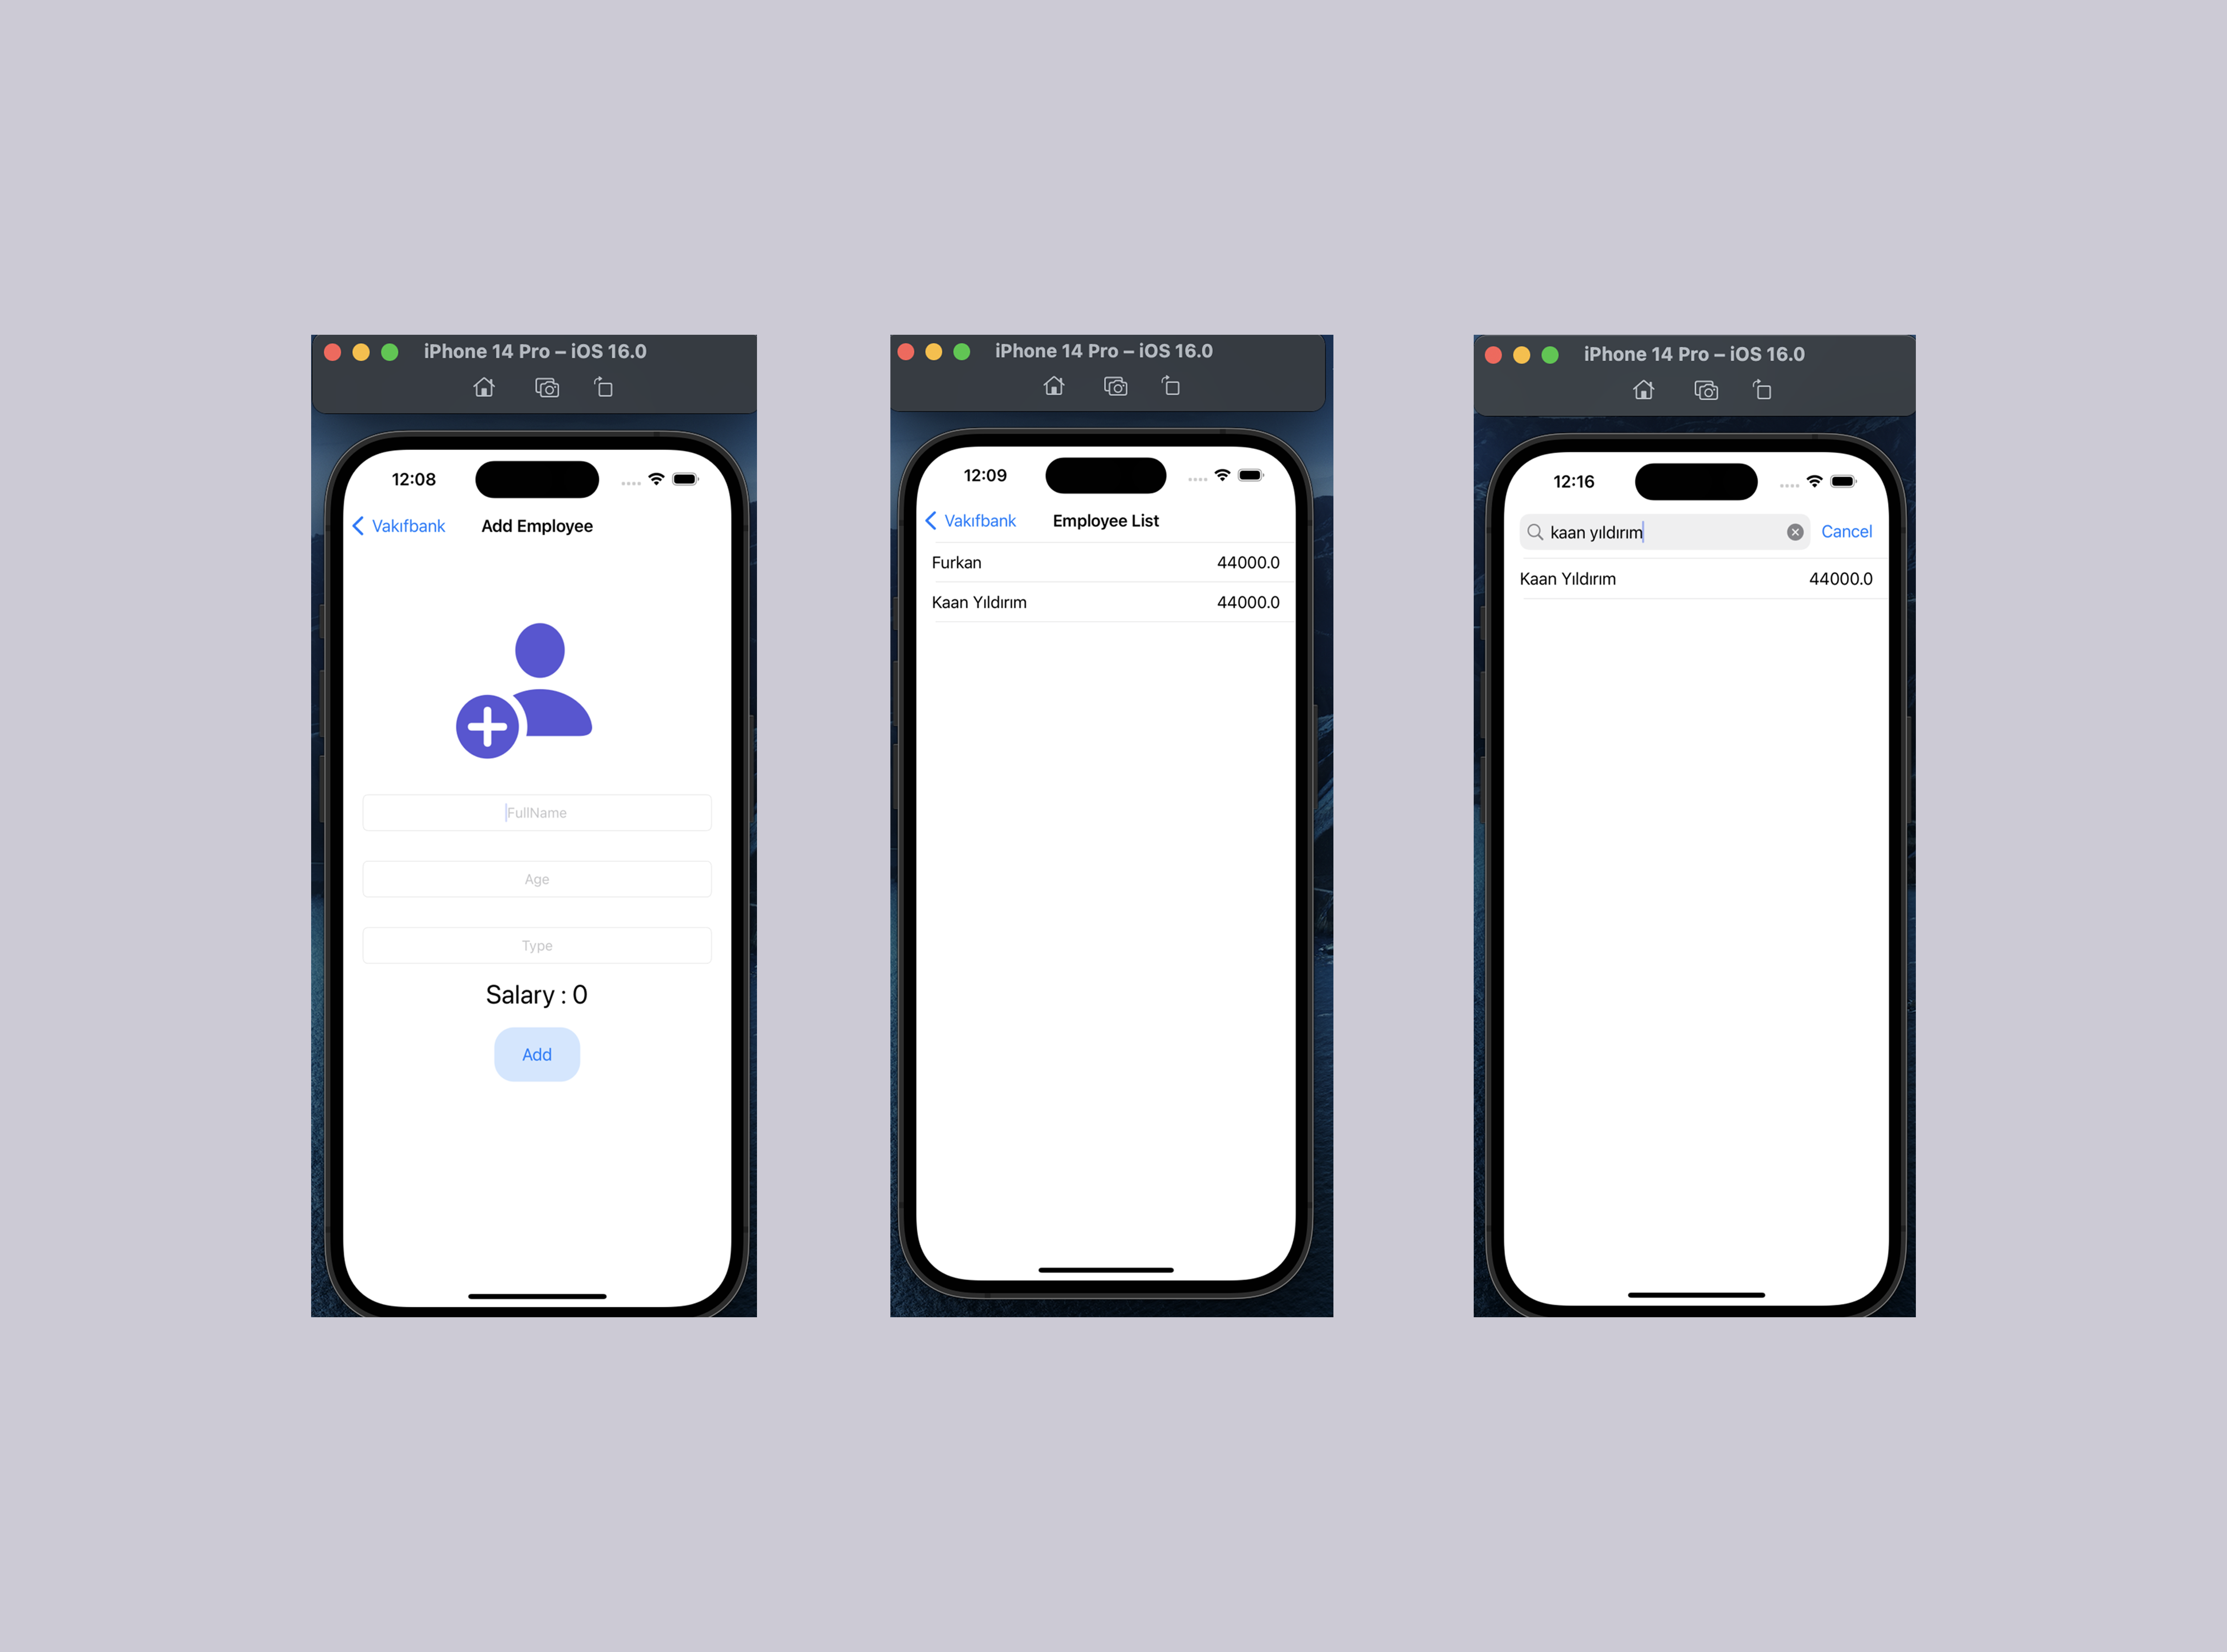 iPhone 14 Pro – iOS 16.0
12:08
Vakıfbank
Add Employee
FullName
Age
Type
Salary : 0
Add
iPhone 14 Pro – iOS 16.0
12:09
Vakıfbank
Employee List
Furkan 44000.0
Kaan Yıldırım 44000.0
iPhone 14 Pro – iOS 16.0
12:16
kaan yıldırım
Cancel
Kaan Yıldırım 44000.0